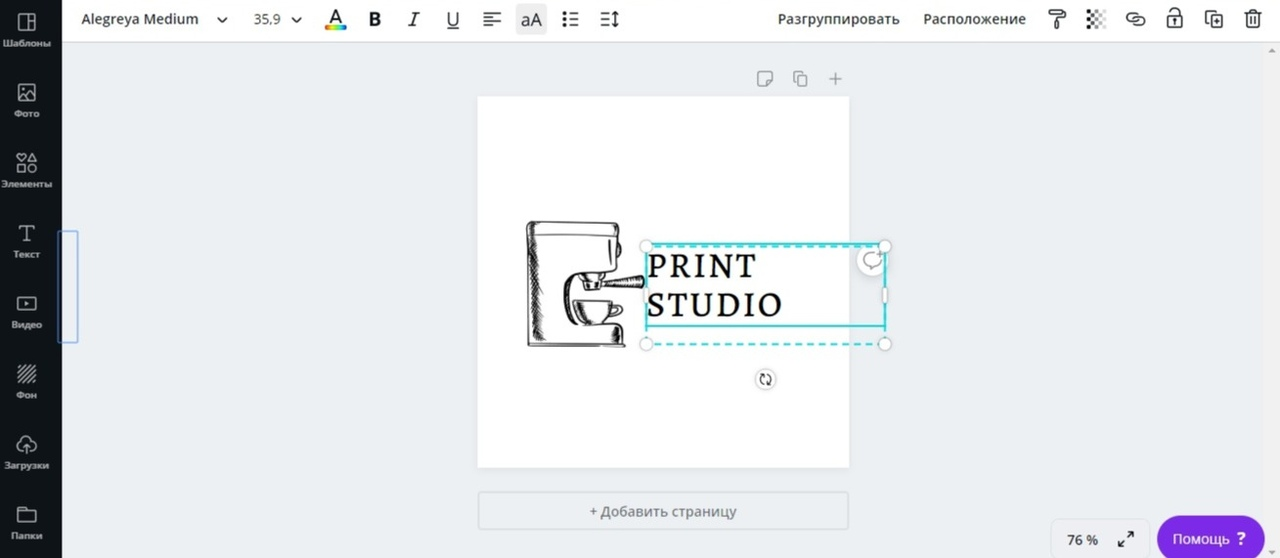 Alegreya Medium 35,9 A B I U aA Разгруппировать Расположение
Шаблоны
Фото
Элементы
Текст
Видео
Фон
Загрузки
Папки
PRINT
STUDIO
+ Добавить страницу
76 % Помощь ?